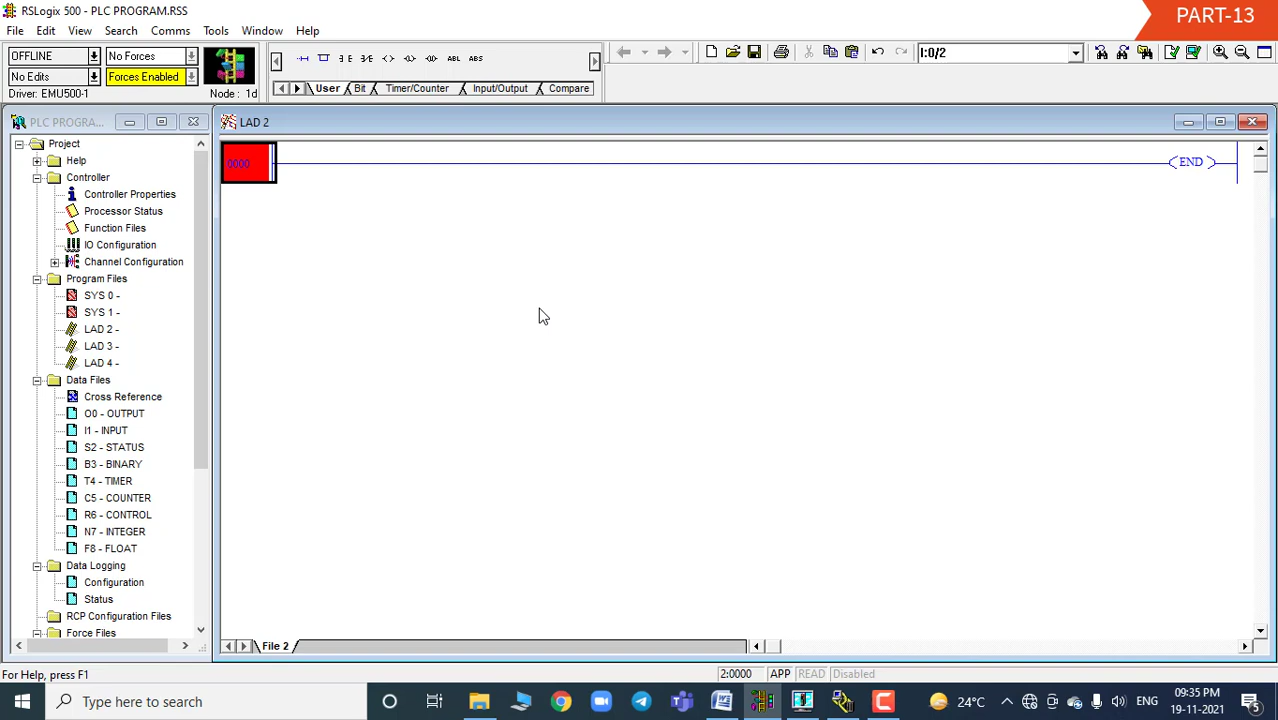 RSLogix 500 - PLC PROGRAM.RSS
PART-13
File Edit View Search Comms Tools Window Help
OFFLINE No Forces
No Edits Forces Enabled
Driver: EMU500-1 Node : 1d
ABL ABS
User Bit Timer/Counter Input/Output Compare
I:0/2
PLC PROGRA...
LAD 2
Project
Help
Controller
Controller Properties
Processor Status
Function Files
IO Configuration
Channel Configuration
Program Files
SYS 0 -
SYS 1 -
LAD 2 -
LAD 3 -
LAD 4 -
Data Files
Cross Reference
O0 - OUTPUT
I1 - INPUT
S2 - STATUS
B3 - BINARY
T4 - TIMER
C5 - COUNTER
R6 - CONTROL
N7 - INTEGER
F8 - FLOAT
Data Logging
Configuration
Status
RCP Configuration Files
Force Files
0000
END
File 2
For Help, press F1
2:0000 APP READ Disabled
Type here to search
24°C
ENG
09:35 PM
19-11-2021
5